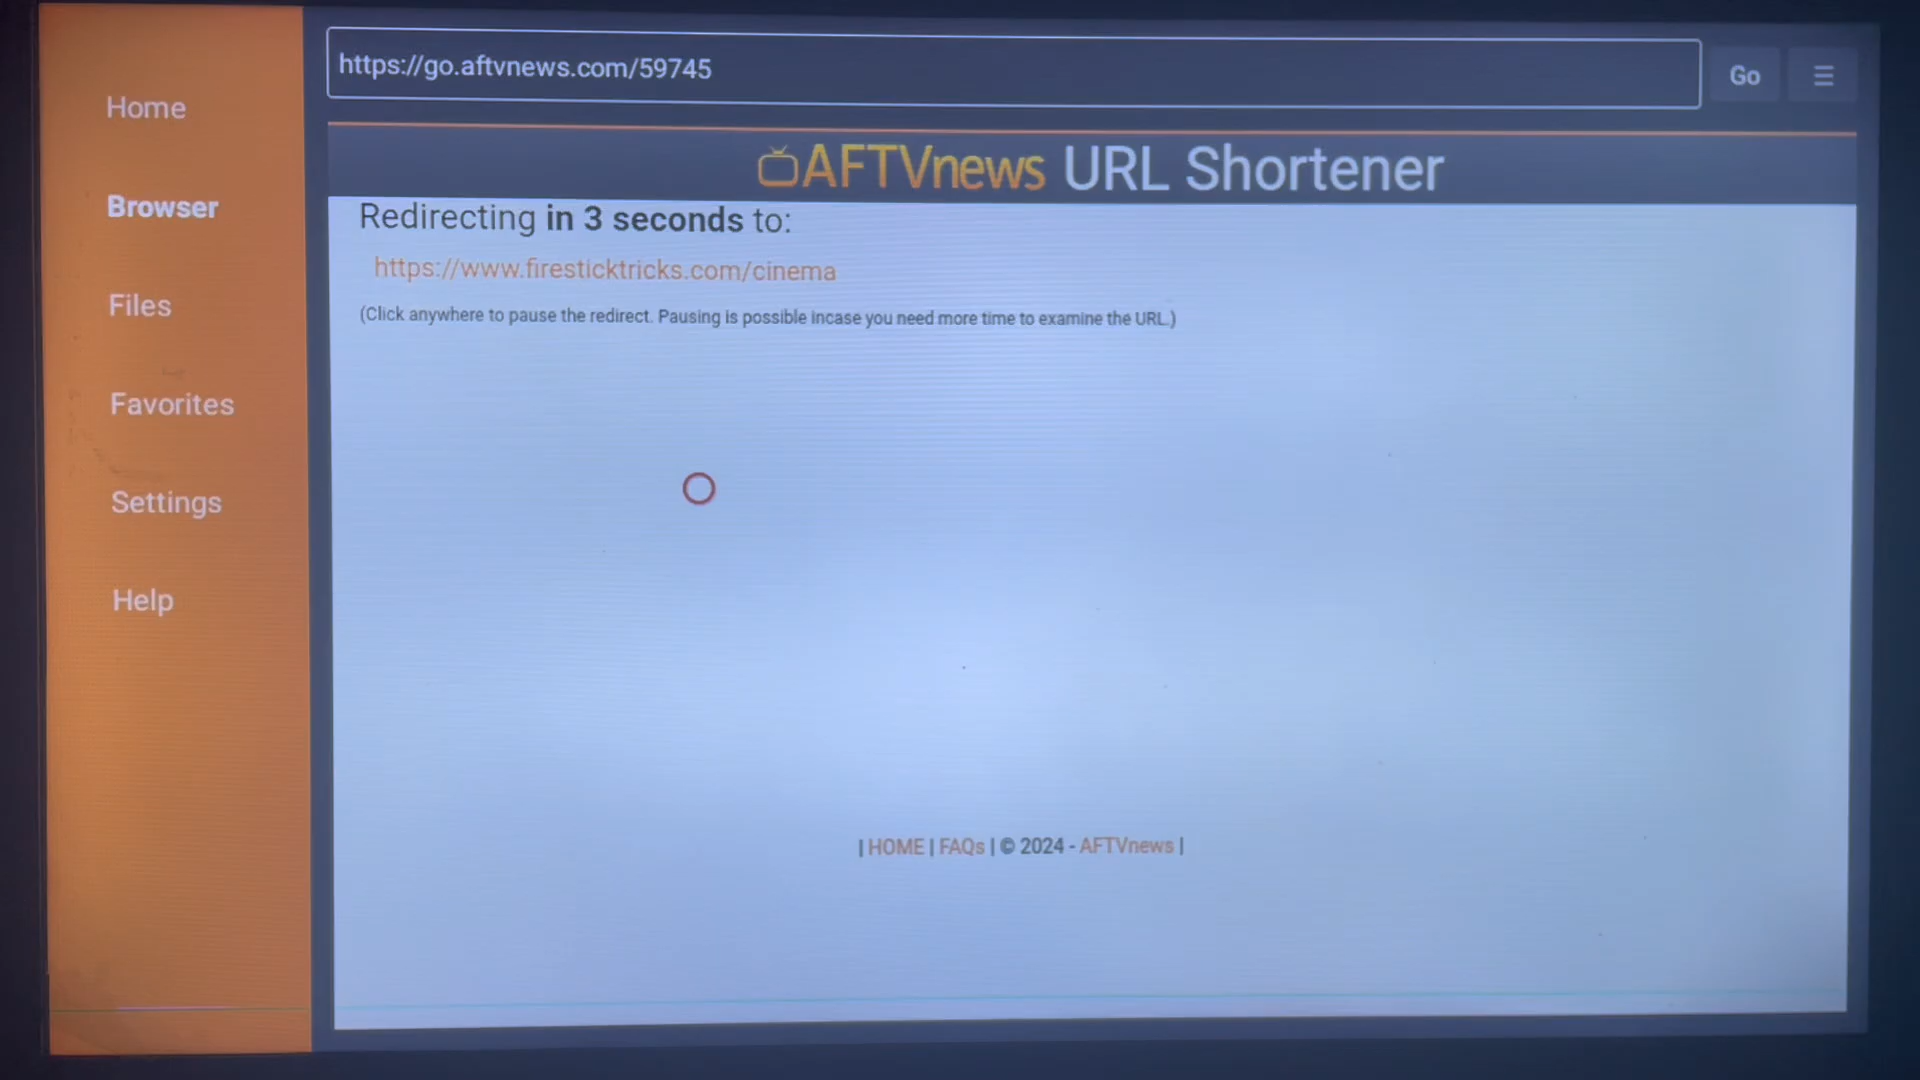 https://go.aftvnews.com/59745
Go
Home
Browser
Files
Favorites
Settings
Help
AFTVnews URL Shortener
Redirecting in 3 seconds to:
https://www.firesticktricks.com/cinema
(Click anywhere to pause the redirect. Pausing is possible incase you need more time to examine the URL.)
| HOME | FAQs | © 2024 - AFTVnews |